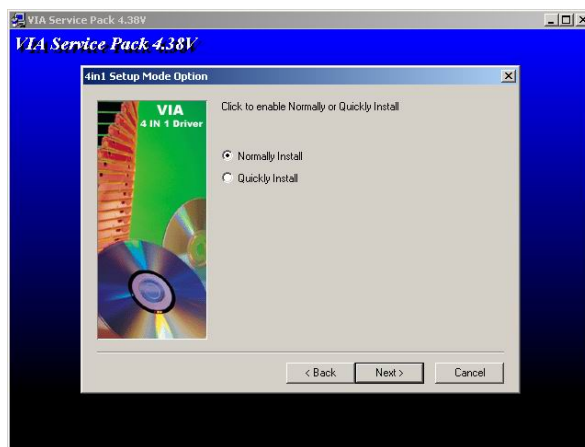 VIA Service Pack 4.38V
VIA Service Pack 4.38V
4in1 Setup Mode Option
VIA
4 IN 1 Driver
Click to enable Normally or Quickly Install
Normally Install
Quickly Install
< Back
Next >
Cancel